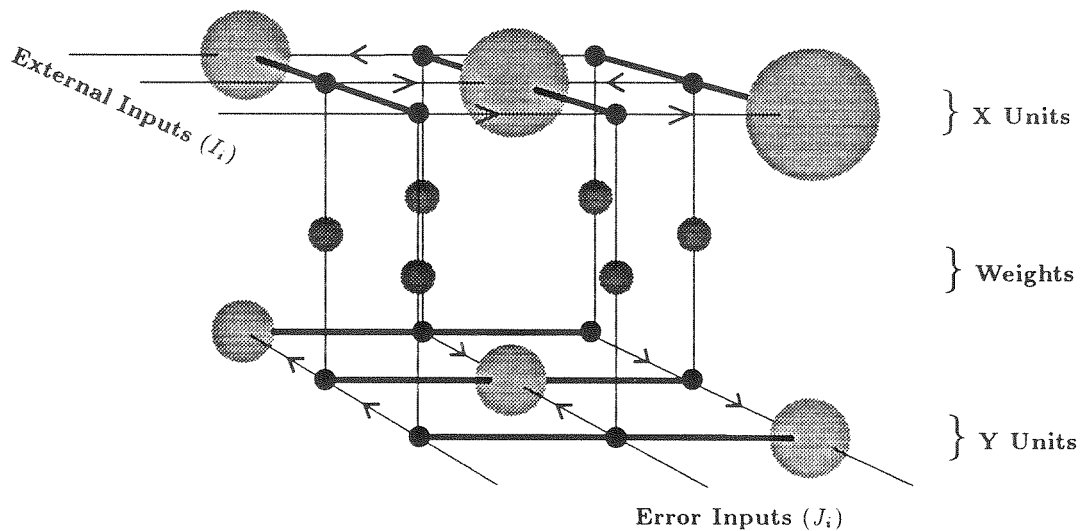 External Inputs (Iᵢ)
} X Units
} Weights
} Y Units
Error Inputs (Jᵢ)